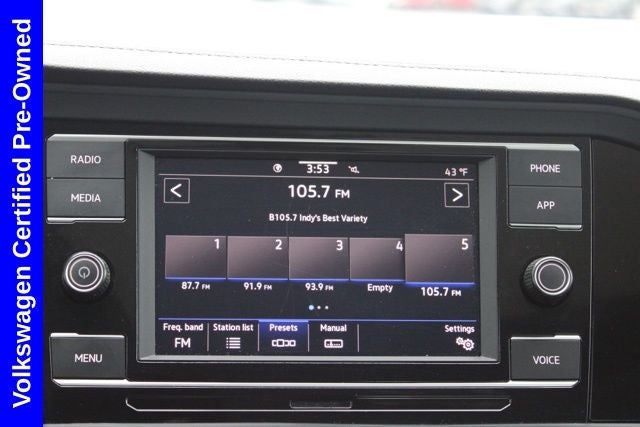 Volkswagen Certified Pre-Owned
RADIO
MEDIA
MENU
PHONE
APP
VOICE
3:53
43 °F
<
105.7 FM
>
B105.7 Indy's Best Variety
1 2 3 4 5
87.7 FM 91.9 FM 93.9 FM Empty 105.7 FM
Freq. band Station list Presets Manual Settings
FM